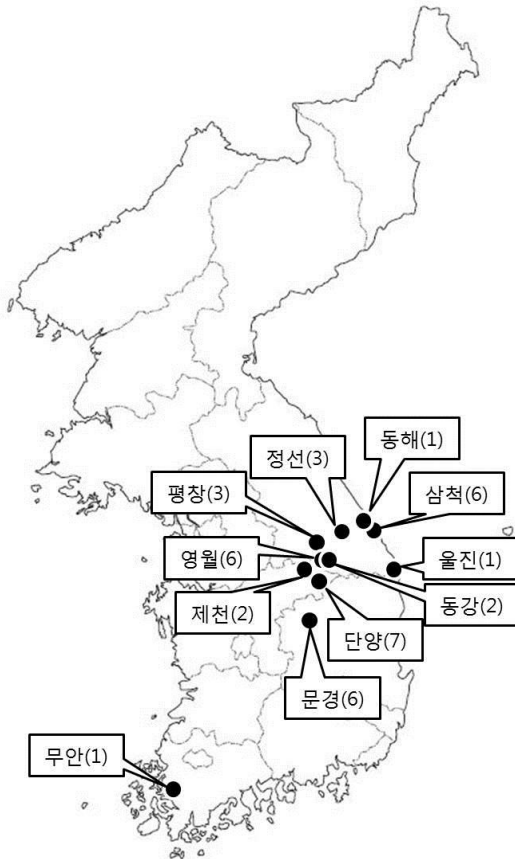 동해(1)
정선(3)
평창(3)
삼척(6)
영월(6)
울진(1)
제천(2)
동강(2)
단양(7)
문경(6)
무안(1)